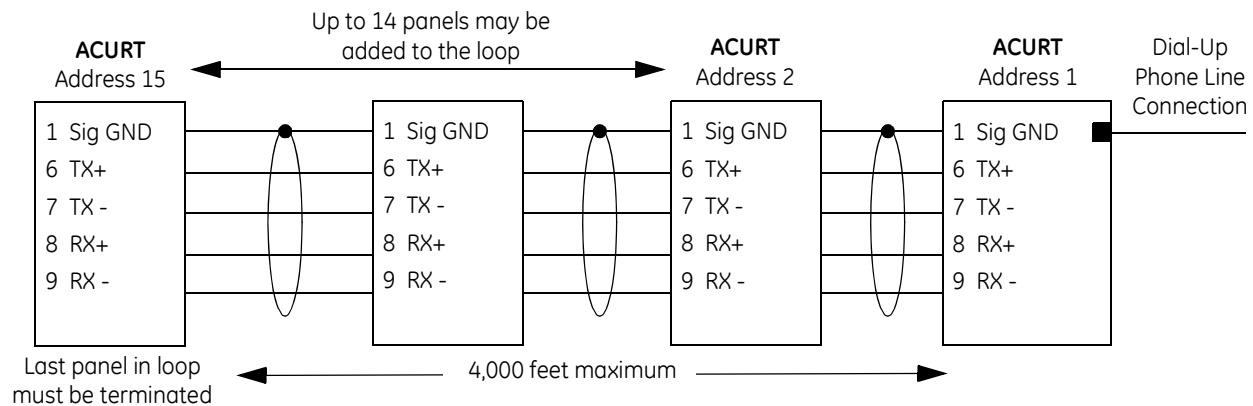 Up to 14 panels may be
added to the loop
ACURT
Address 15
ACURT
Address 2
ACURT
Address 1
Dial-Up
Phone Line
Connection
1 Sig GND
6 TX+
7 TX -
8 RX+
9 RX -
1 Sig GND
6 TX+
7 TX -
8 RX+
9 RX -
1 Sig GND
6 TX+
7 TX -
8 RX+
9 RX -
1 Sig GND
6 TX+
7 TX -
8 RX+
9 RX -
Last panel in loop
must be terminated
4,000 feet maximum